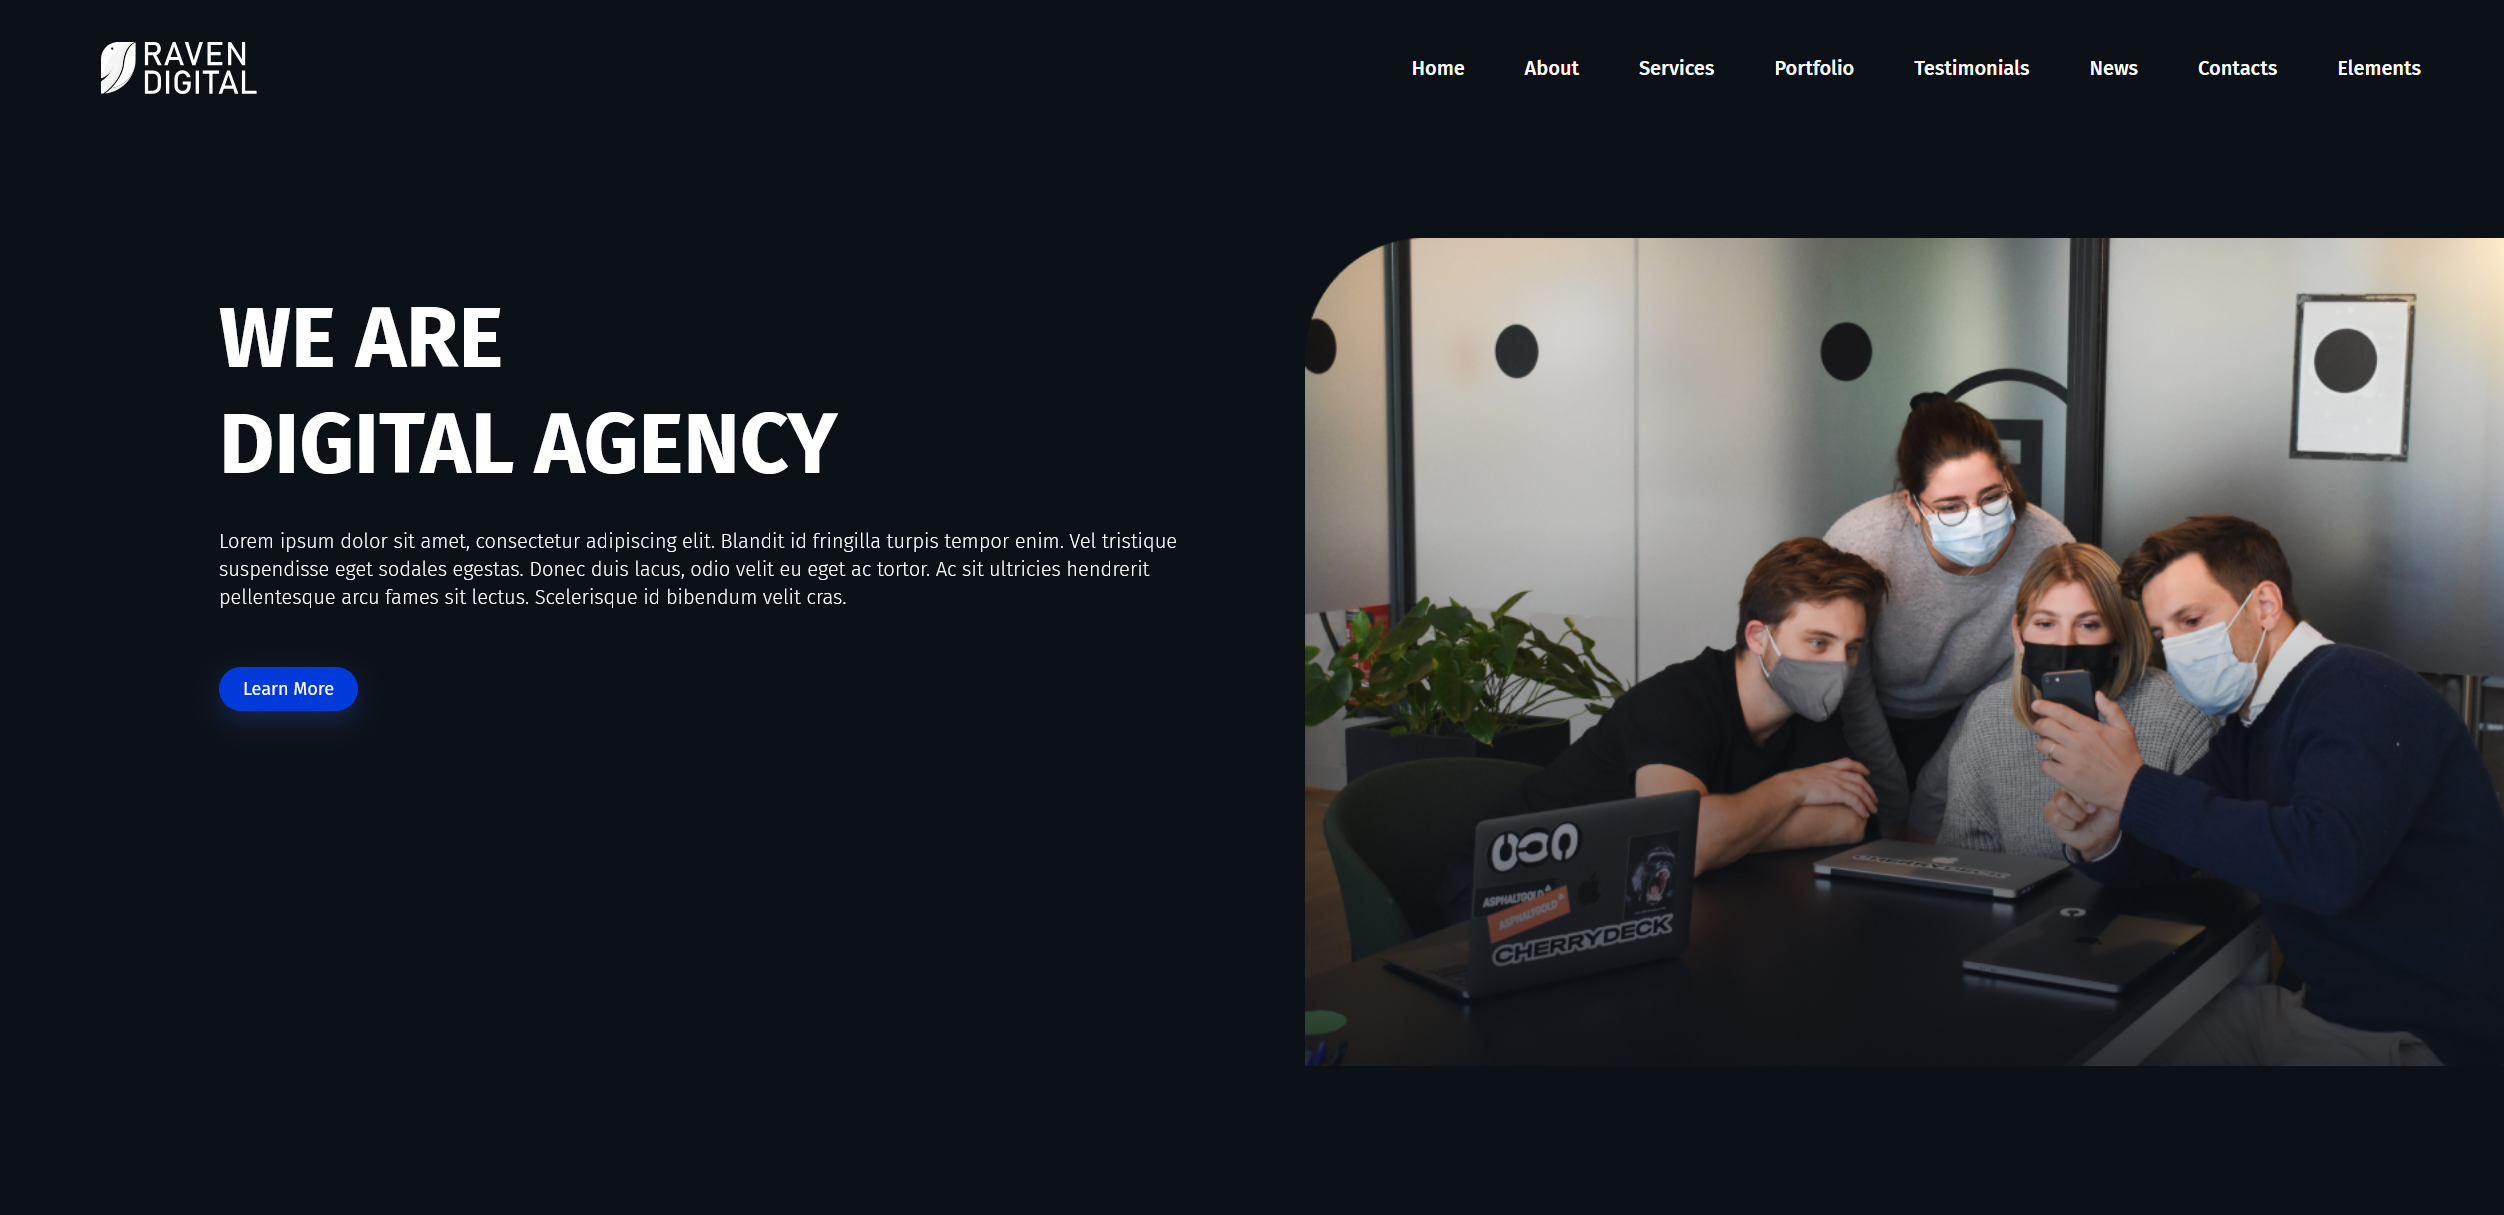 RAVEN
DIGITAL
Home About Services Portfolio Testimonials News Contacts Elements
WE ARE
DIGITAL AGENCY
Lorem ipsum dolor sit amet, consectetur adipiscing elit. Blandit id fringilla turpis tempor enim. Vel tristique
suspendisse eget sodales egestas. Donec duis lacus, odio velit eu eget ac tortor. Ac sit ultricies hendrerit
pellentesque arcu fames sit lectus. Scelerisque id bibendum velit cras.
Learn More
ASPHALTGOLD
ASPHALTGOLD
CHERRYDECK
CHERRYDECK